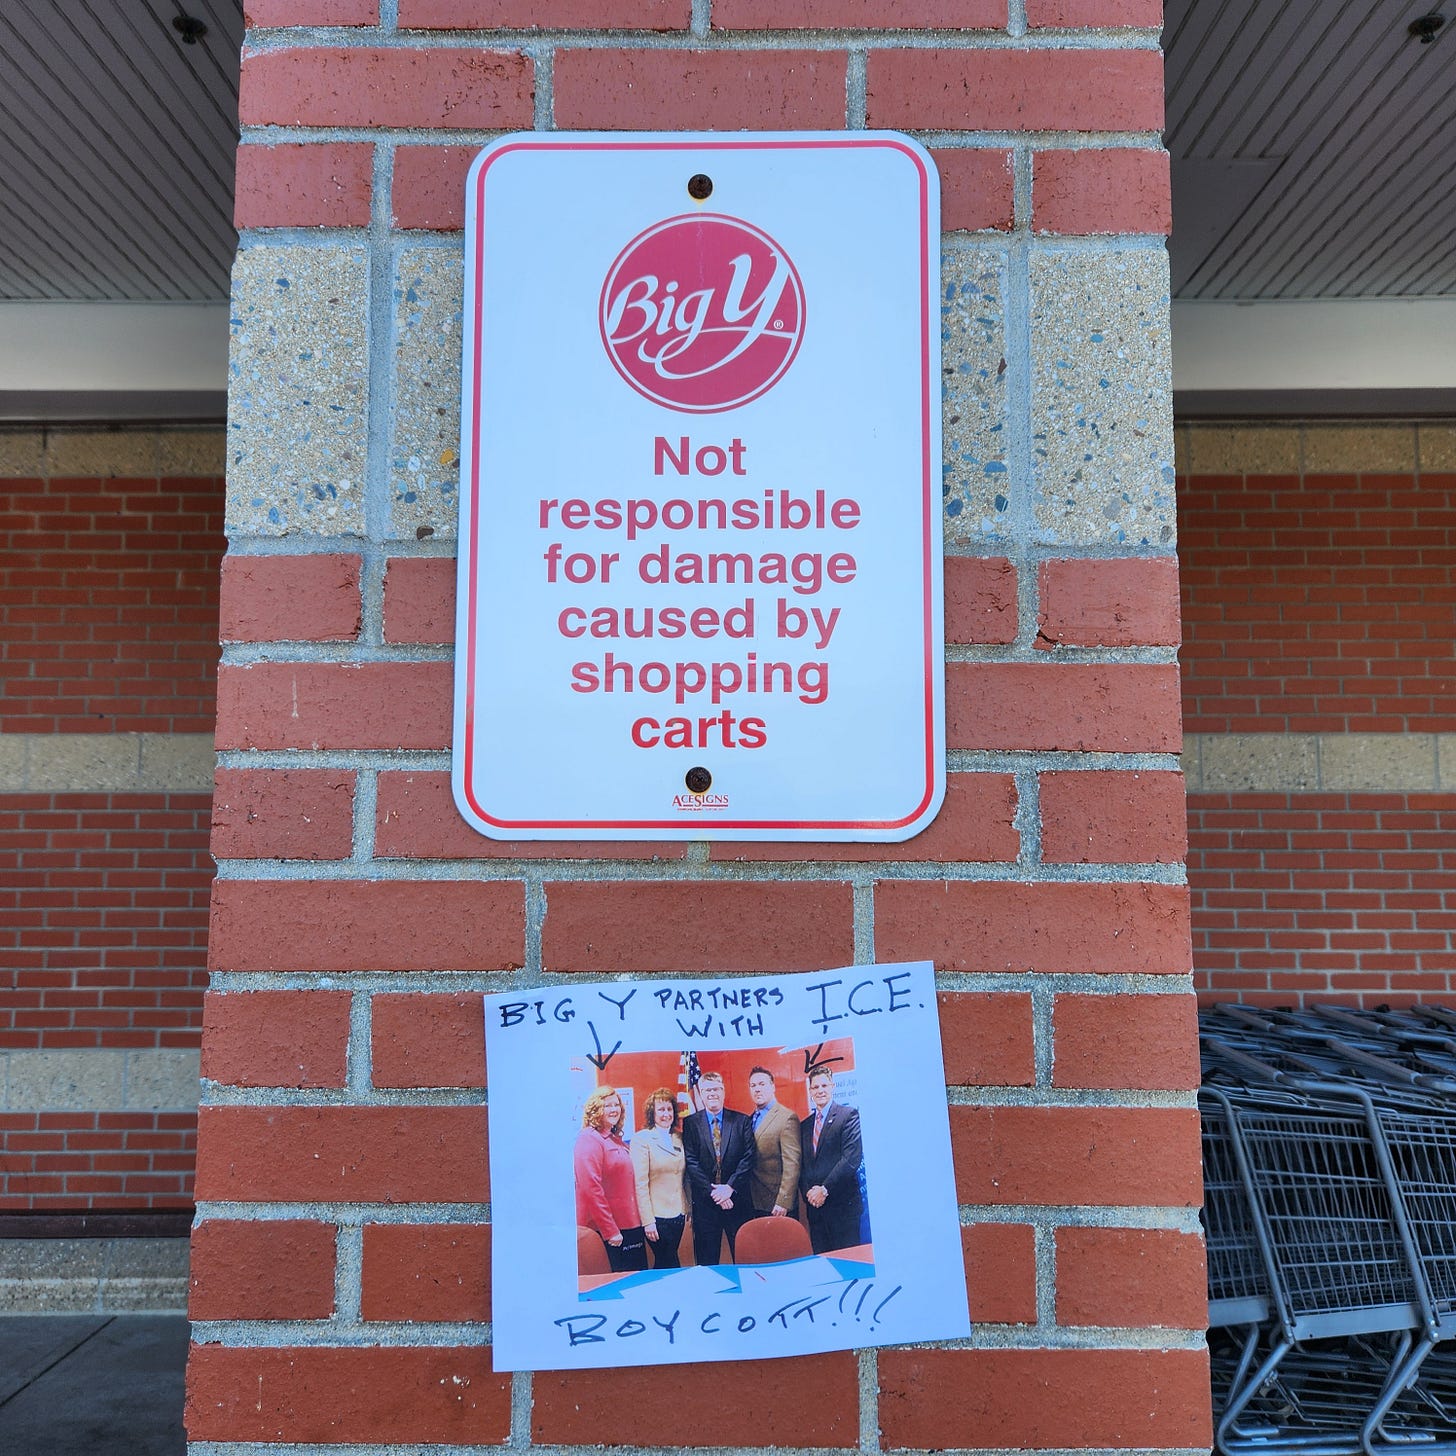 Big Y®
Not
responsible
for damage
caused by
shopping
carts
ACESIGNS
BIG Y PARTNERS I.C.E.
WITH
BOYCOTT!!!